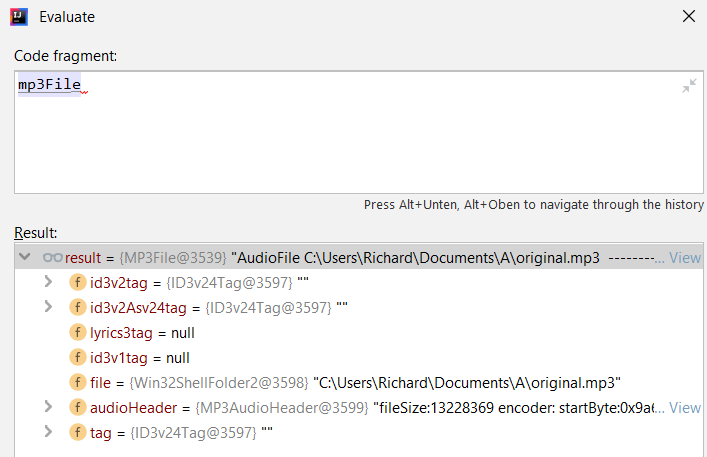 Evaluate
Code fragment:
mp3File
Press Alt+Unten, Alt+Oben to navigate through the history
Result:
result = {MP3File@3539} "AudioFile C:\Users\Richard\Documents\A\original.mp3 --------... View
f id3v2tag = {ID3v24Tag@3597} ""
f id3v2Asv24tag = {ID3v24Tag@3597} ""
f lyrics3tag = null
f id3v1tag = null
f file = {Win32ShellFolder2@3598} "C:\Users\Richard\Documents\A\original.mp3"
f audioHeader = {MP3AudioHeader@3599} "fileSize:13228369 encoder: startByte:0x9a6... View
f tag = {ID3v24Tag@3597} ""